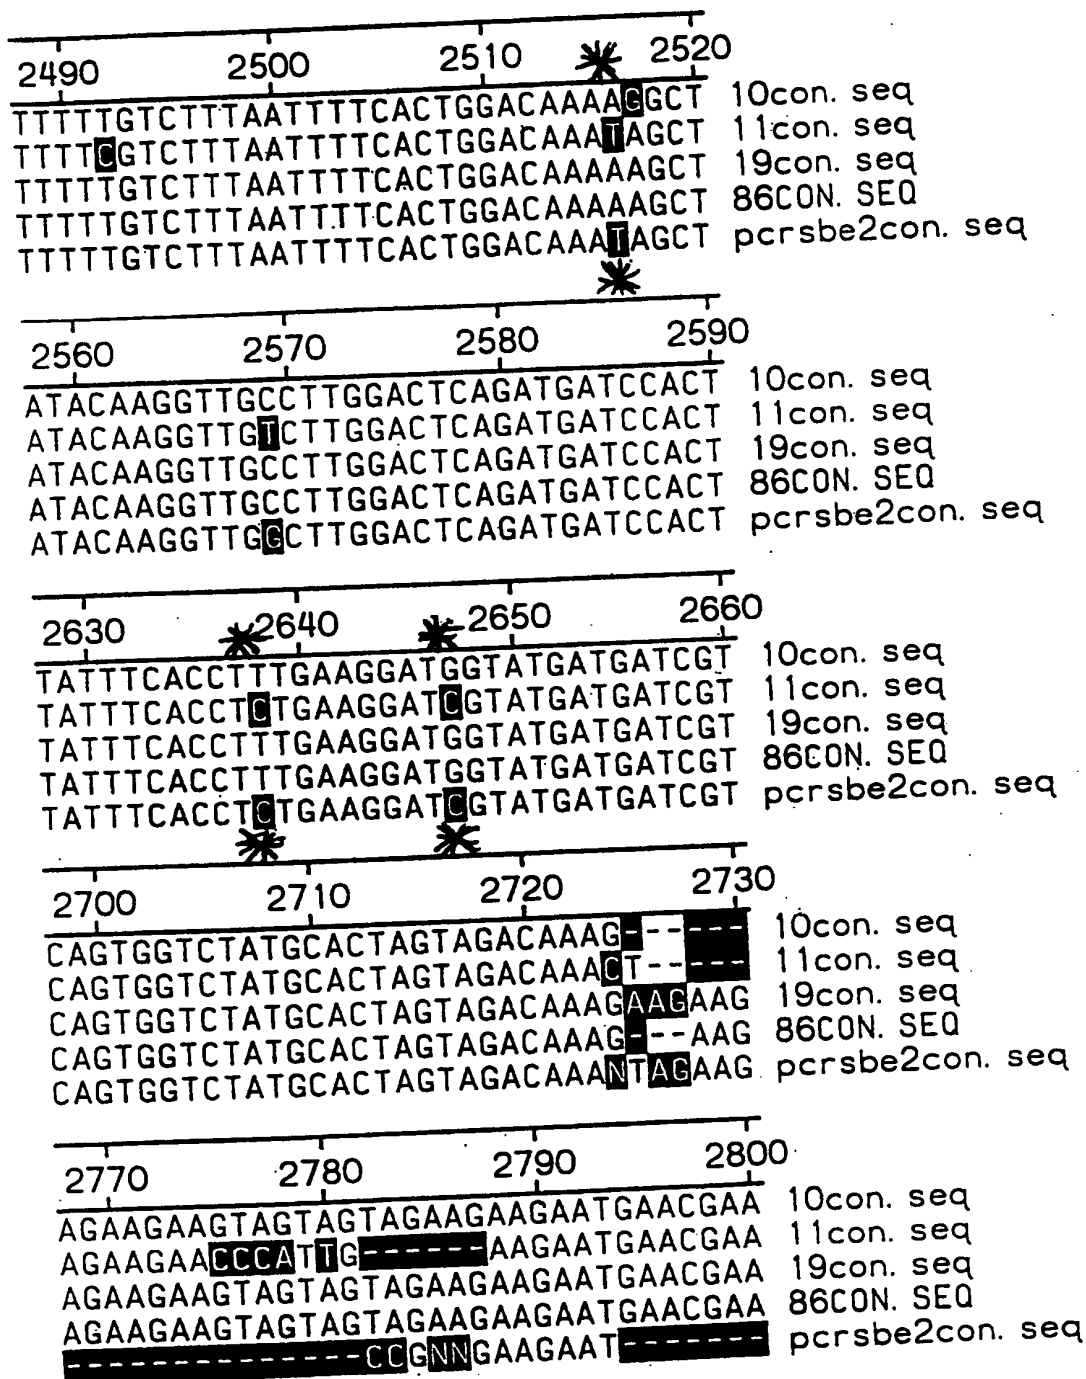 2490 2500 2510 2520
TTTTTGTCTTTAATTTTCACTGGACAAAAGGCT 10con. seq
TTTTCGTCTTTAATTTTCACTGGACAAATAGCT 11con. seq
TTTTTGTCTTTAATTTTCACTGGACAAAAAGCT 19con. seq
TTTTTGTCTTTAATTTTCACTGGACAAAAAGCT 86CON. SEQ
TTTTTGTCTTTAATTTTCACTGGACAAATAGCT pcrsbe2con. seq
2560 2570 2580 2590
ATACAAGGTTGCCTTGGACTCAGATGATCCACT 10con. seq
ATACAAGGTTGTCTTGGACTCAGATGATCCACT 11con. seq
ATACAAGGTTGCCTTGGACTCAGATGATCCACT 19con. seq
ATACAAGGTTGCCTTGGACTCAGATGATCCACT 86CON. SEQ
ATACAAGGTTGGCTTGGACTCAGATGATCCACT pcrsbe2con. seq
2630 2640 2650 2660
TATTTCACCTTTGAAGGATGGTATGATGATCGT 10con. seq
TATTTCACCTCTGAAGGATCGTATGATGATCGT 11con. seq
TATTTCACCTTTGAAGGATGGTATGATGATCGT 19con. seq
TATTTCACCTTTGAAGGATGGTATGATGATCGT 86CON. SEQ
TATTTCACCTCTGAAGGATCGTATGATGATCGT pcrsbe2con. seq
2700 2710 2720 2730
CAGTGGTCTATGCACTAGTAGACAAAG------ 10con. seq
CAGTGGTCTATGCACTAGTAGACAAACT----- 11con. seq
CAGTGGTCTATGCACTAGTAGACAAAGAAGAAG 19con. seq
CAGTGGTCTATGCACTAGTAGACAAAG---AAG 86CON. SEQ
CAGTGGTCTATGCACTAGTAGACAAANTAGAAG pcrsbe2con. seq
2770 2780 2790 2800
AGAAGAAGTAGTAGTAGAAGAAGAATGAACGAA 10con. seq
AGAAGAACCCATTG------AAGAATGAACGAA 11con. seq
AGAAGAAGTAGTAGTAGAAGAAGAATGAACGAA 19con. seq
AGAAGAAGTAGTAGTAGAAGAAGAATGAACGAA 86CON. SEQ
--------------CCGNNGAAGAAT------- pcrsbe2con. seq